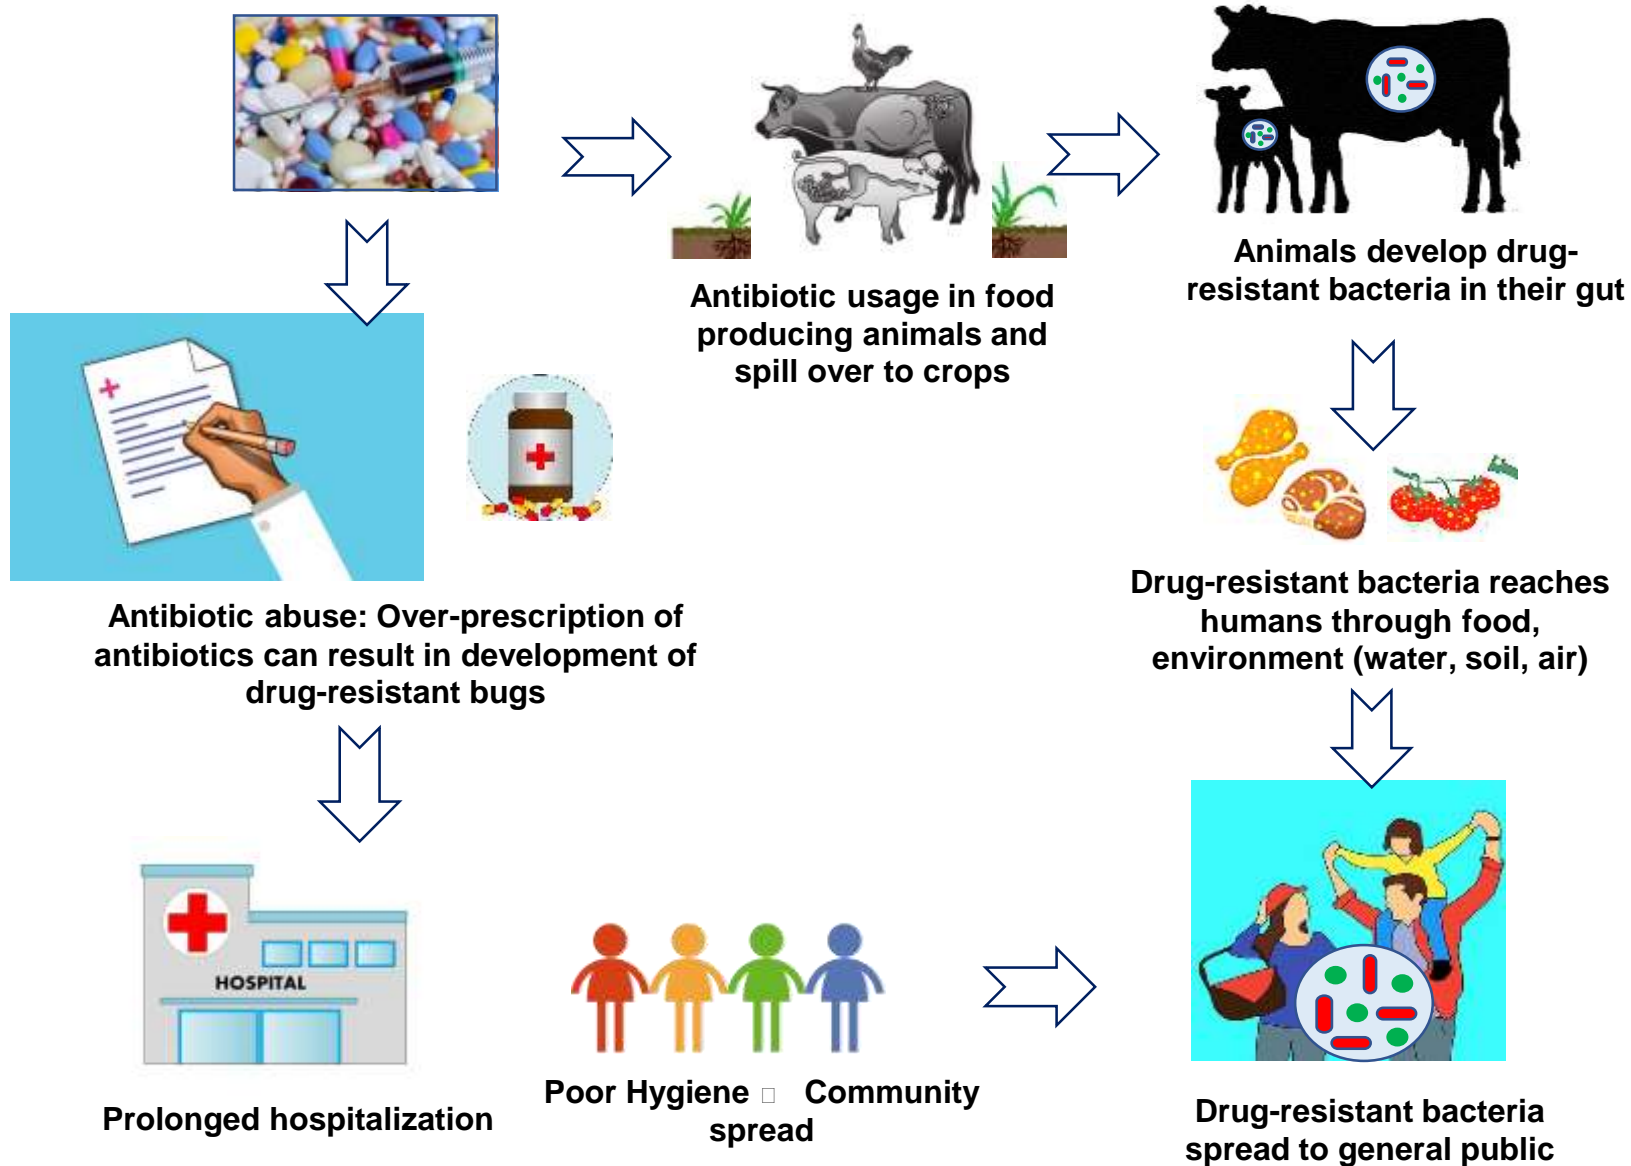 Antibiotic usage in food
producing animals and
spill over to crops
Animals develop drug-
resistant bacteria in their gut
Antibiotic abuse: Over-prescription of
antibiotics can result in development of
drug-resistant bugs
Drug-resistant bacteria reaches
humans through food,
environment (water, soil, air)
HOSPITAL
Prolonged hospitalization
Poor Hygiene □ Community
spread
Drug-resistant bacteria
spread to general public